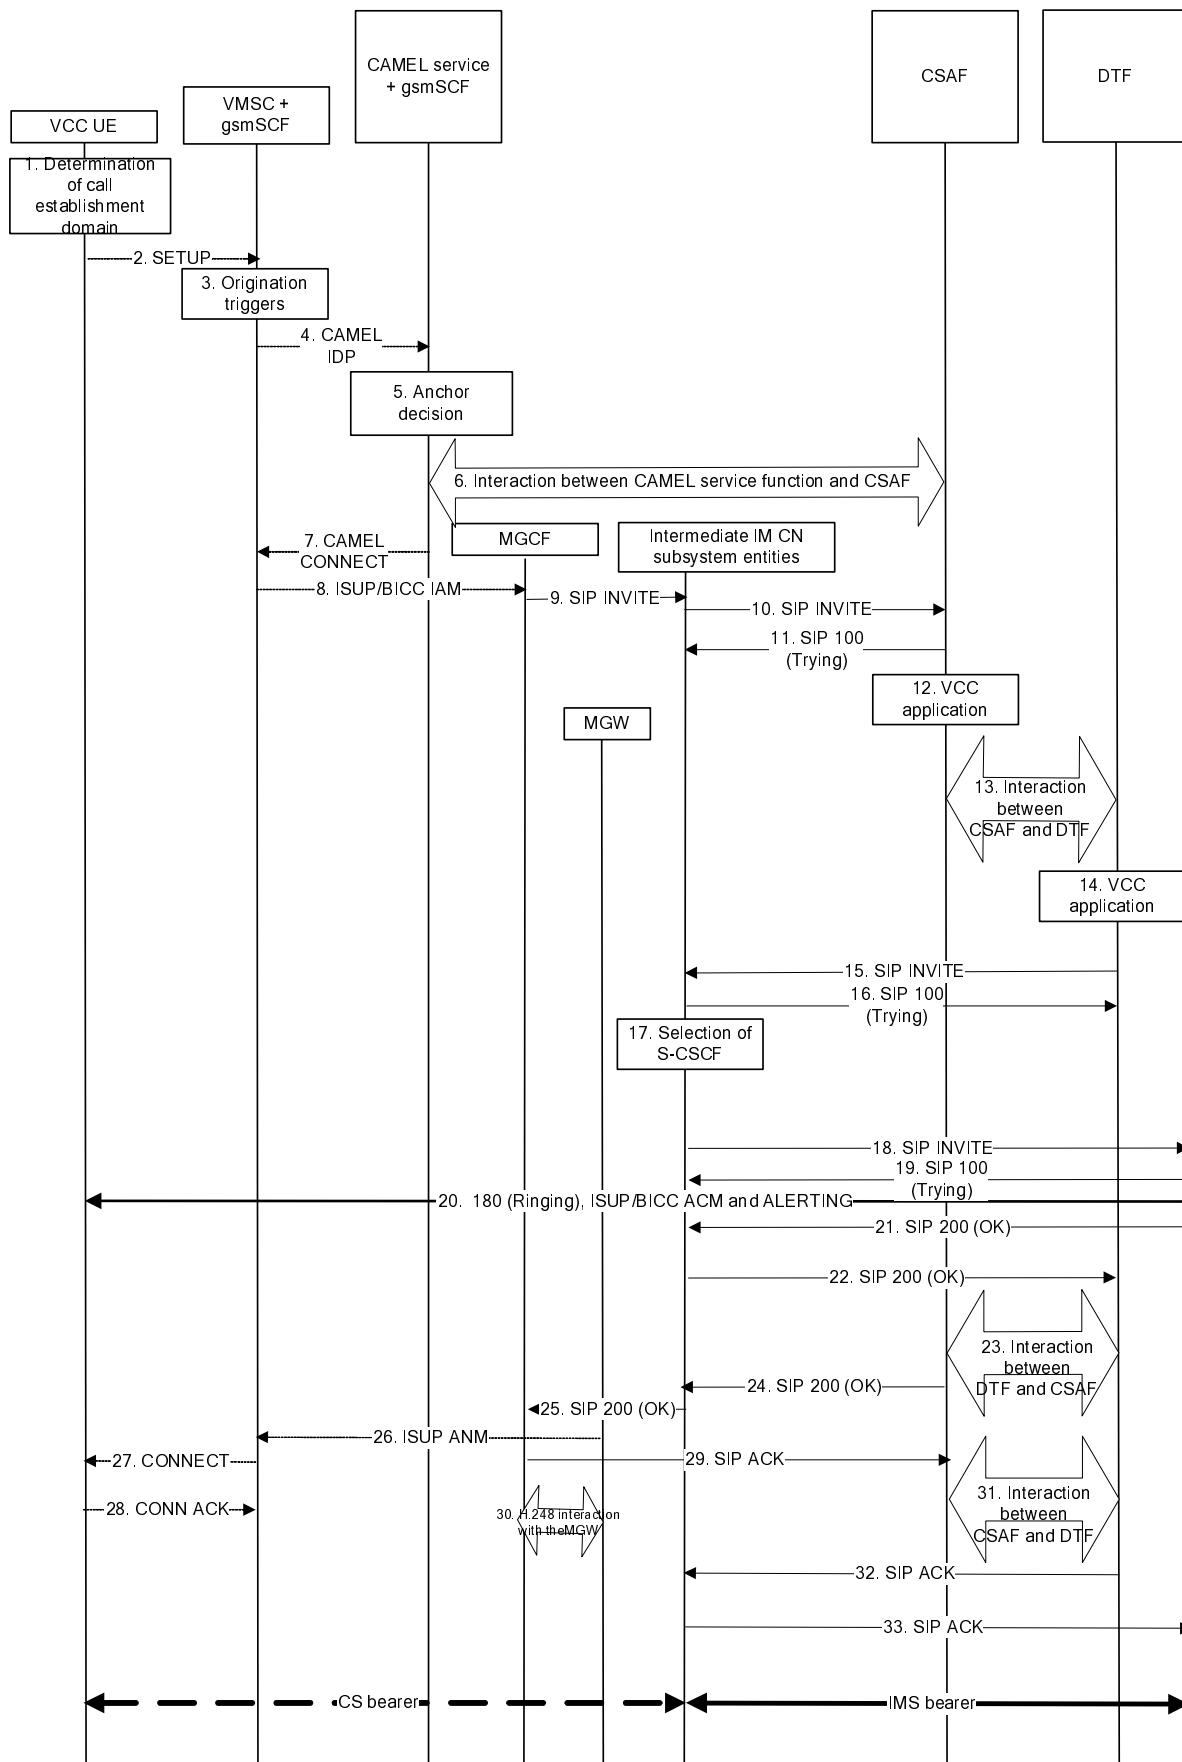 CAMEL service
+ gsmSCF
CSAF
DTF
VMSC +
gsmSCF
VCC UE
1. Determination
of call
establishment
domain
2. SETUP
3. Origination
triggers
4. CAMEL
IDP
5. Anchor
decision
6. Interaction between CAMEL service function and CSAF
MGCF
Intermediate IM CN
subsystem entities
7. CAMEL
CONNECT
8. ISUP/BICC IAM
9. SIP INVITE
10. SIP INVITE
11. SIP 100
(Trying)
12. VCC
application
MGW
13. Interaction
between
CSAF and DTF
14. VCC
application
15. SIP INVITE
16. SIP 100
(Trying)
17. Selection of
S-CSCF
18. SIP INVITE
19. SIP 100
(Trying)
20. 180 (Ringing), ISUP/BICC ACM and ALERTING
21. SIP 200 (OK)
22. SIP 200 (OK)
23. Interaction
between
DTF and CSAF
24. SIP 200 (OK)
25. SIP 200 (OK)
26. ISUP ANM
27. CONNECT
29. SIP ACK
28. CONN ACK
30. H.248 interaction
with theMGW
31. Interaction
between
CSAF and DTF
32. SIP ACK
33. SIP ACK
CS bearer
IMS bearer